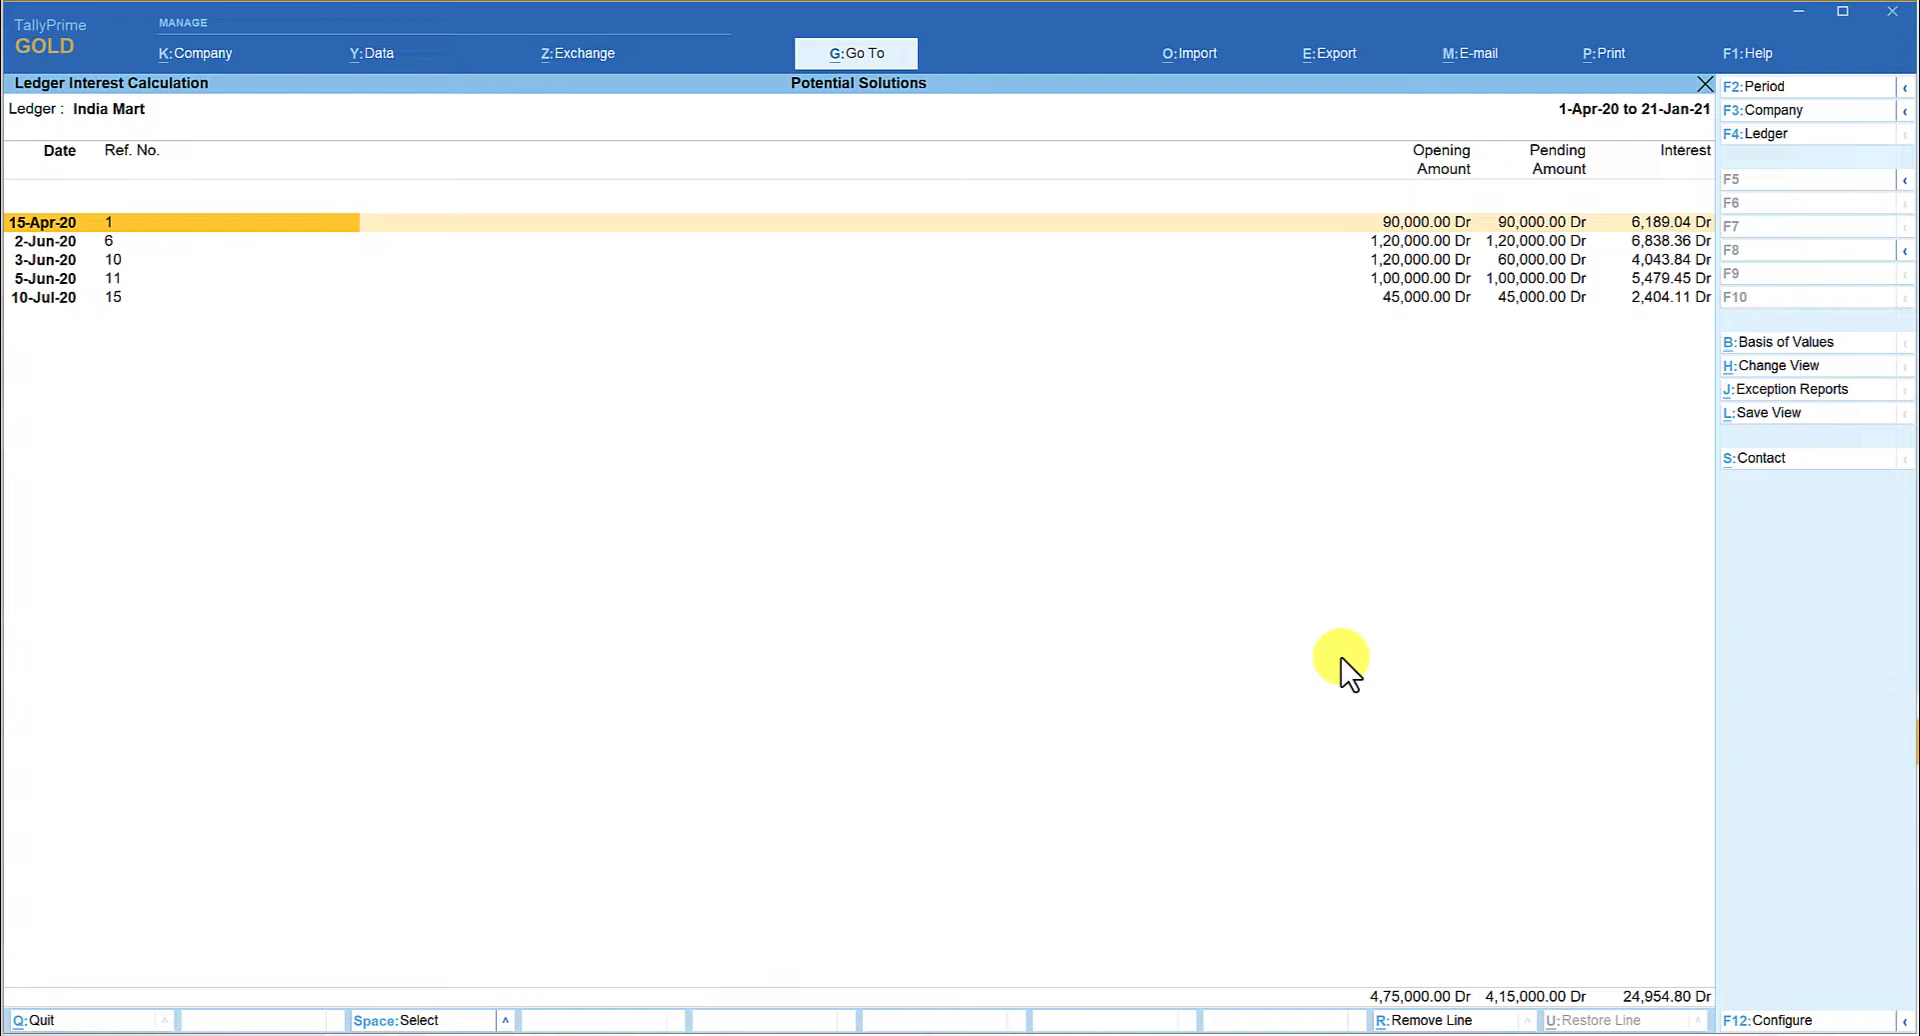 TallyPrime
GOLD
MANAGE
K:Company Y:Data Z:Exchange G:Go To O:Import E:Export M:E-mail P:Print F1:Help
Ledger Interest Calculation Potential Solutions
Ledger : India Mart 1-Apr-20 to 21-Jan-21
Date Ref. No. Opening Amount Pending Amount Interest
15-Apr-20 1 90,000.00 Dr 90,000.00 Dr 6,189.04 Dr
2-Jun-20 6 1,20,000.00 Dr 1,20,000.00 Dr 6,838.36 Dr
3-Jun-20 10 1,20,000.00 Dr 60,000.00 Dr 4,043.84 Dr
5-Jun-20 11 1,00,000.00 Dr 1,00,000.00 Dr 5,479.45 Dr
10-Jul-20 15 45,000.00 Dr 45,000.00 Dr 2,404.11 Dr
4,75,000.00 Dr 4,15,000.00 Dr 24,954.80 Dr
F2:Period
F3:Company
F4:Ledger
F5
F6
F7
F8
F9
F10
B:Basis of Values
H:Change View
J:Exception Reports
L:Save View
S:Contact
Q:Quit Space:Select R:Remove Line U:Restore Line F12:Configure